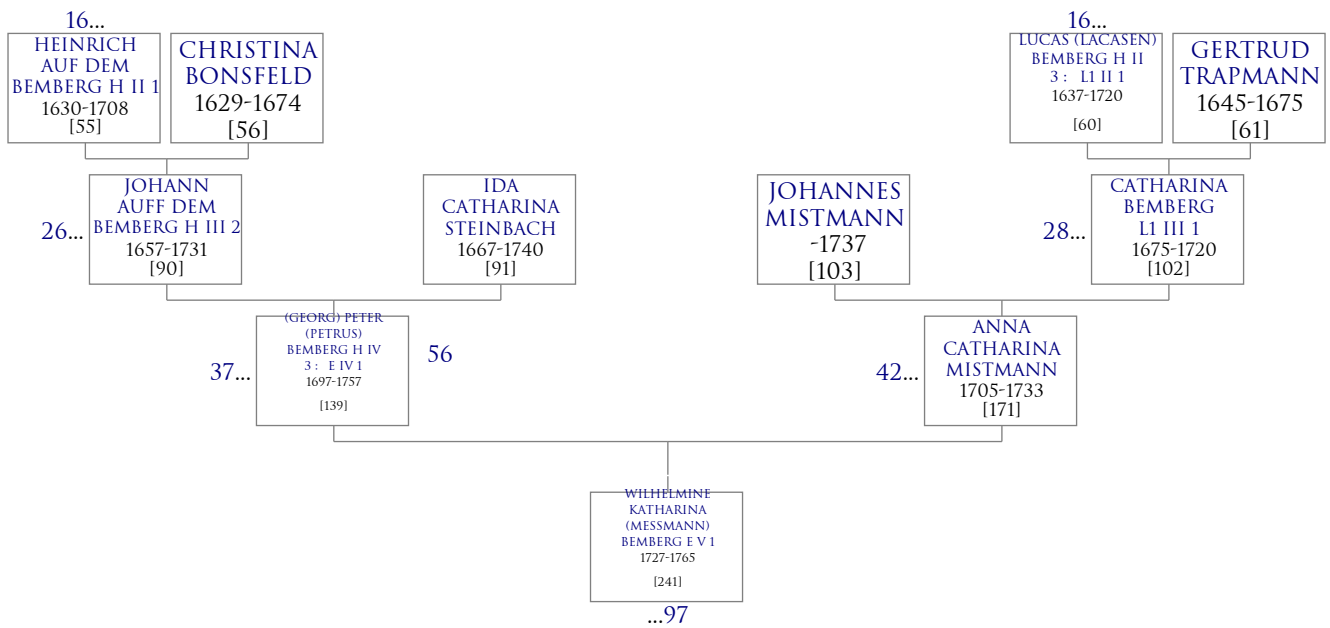 16...
HEINRICH
AUF DEM
BEMBERG H II 1
1630-1708
[55]
CHRISTINA
BONSFELD
1629-1674
[56]
16...
LUCAS (LACASEN)
BEMBERG H II
3 : L1 II 1
1637-1720
[60]
GERTRUD
TRAPMANN
1645-1675
[61]
26...
JOHANN
AUFF DEM
BEMBERG H III 2
1657-1731
[90]
IDA
CATHARINA
STEINBACH
1667-1740
[91]
JOHANNES
MISTMANN
-1737
[103]
28...
CATHARINA
BEMBERG
L1 III 1
1675-1720
[102]
37...
(GEORG) PETER
(PETRUS)
BEMBERG H IV
3 : E IV 1
1697-1757
[139]
56
42...
ANNA
CATHARINA
MISTMANN
1705-1733
[171]
WILHELMINE
KATHARINA
(MESSMANN)
BEMBERG E V 1
1727-1765
[241]
...97